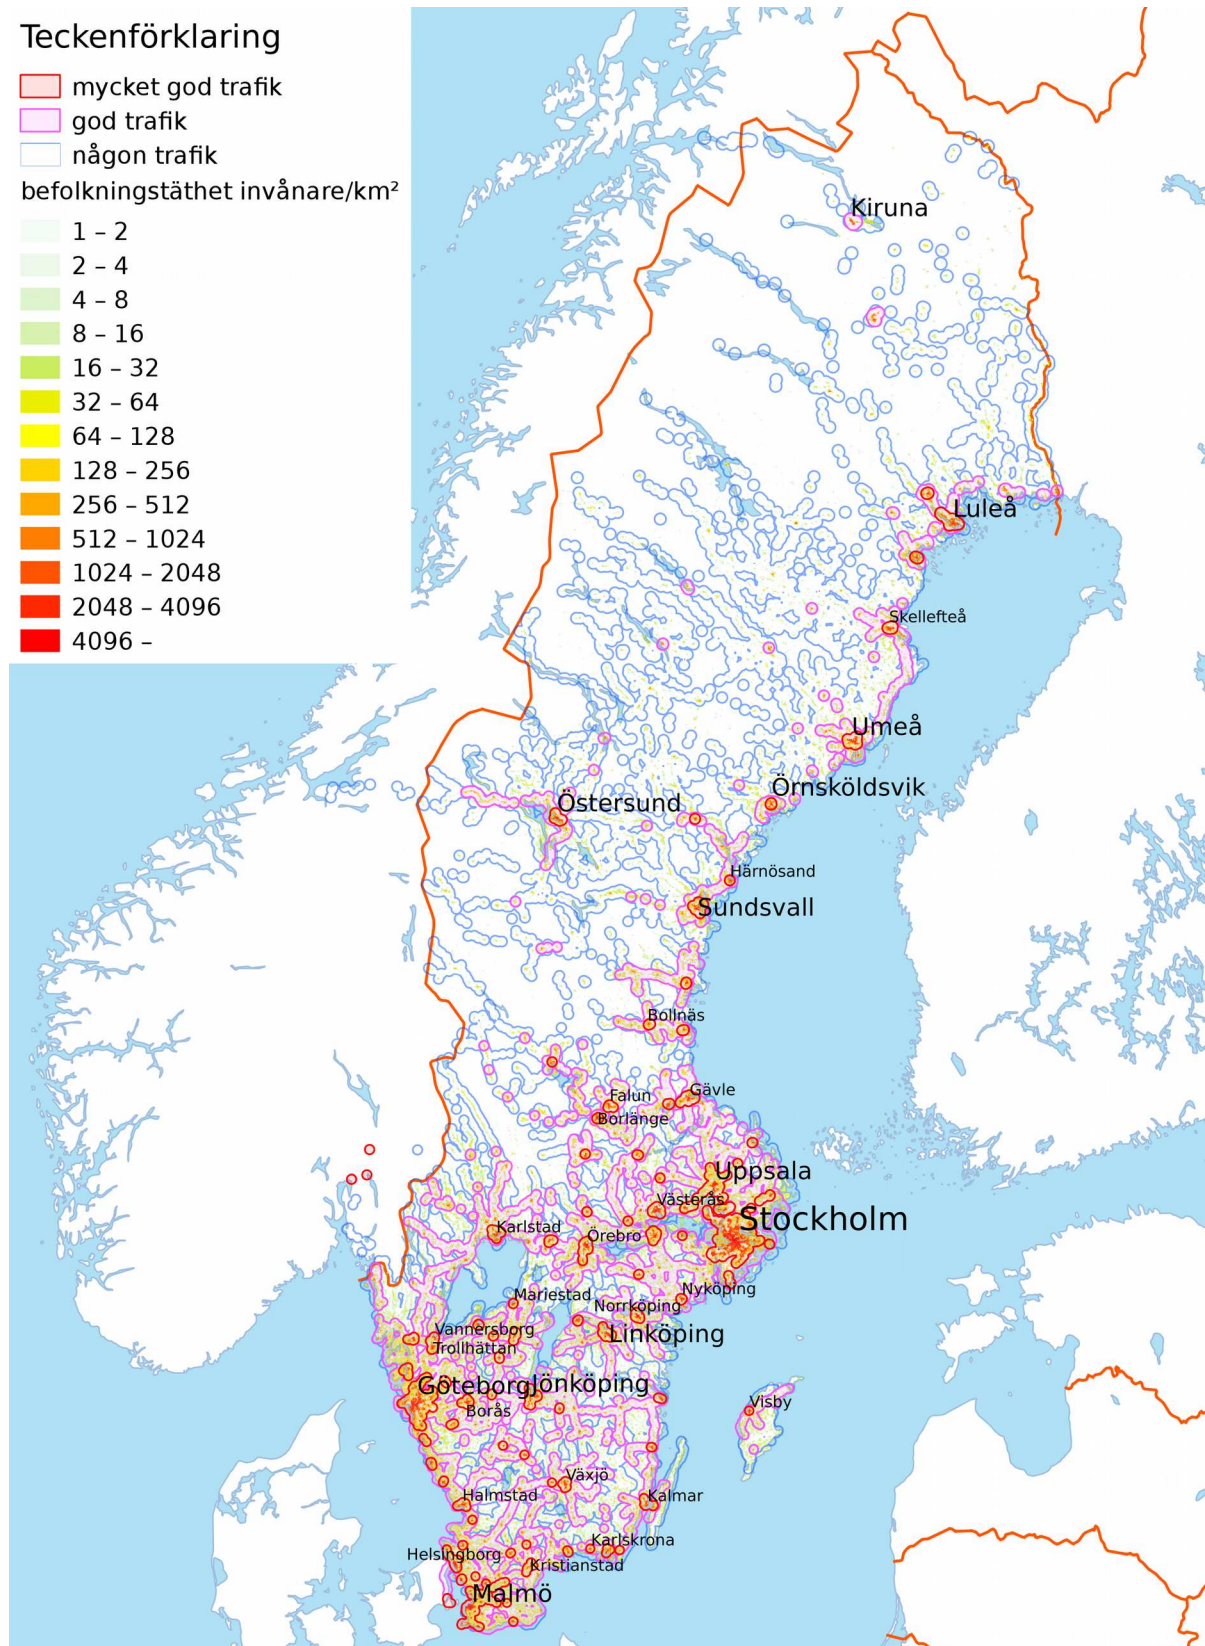 Teckenförklaring
mycket god trafik
god trafik
någon trafik
befolkningstäthet invånare/km²
1 – 2
2 – 4
4 – 8
8 – 16
16 – 32
32 – 64
64 – 128
128 – 256
256 – 512
512 – 1024
1024 – 2048
2048 – 4096
4096 –
Kiruna
Luleå
Skellefteå
Umeå
Örnsköldsvik
Östersund
Härnösand
Sundsvall
Bollnäs
Gävle
Falun
Borlänge
Uppsala
Västerås
Stockholm
Karlstad
Örebro
Nyköping
Mariestad
Norrköping
Vännersborg
Linköping
Trollhättan
Göteborg
Jönköping
Visby
Borås
Växjö
Halmstad
Kalmar
Karlskrona
Helsingborg
Kristianstad
Malmö